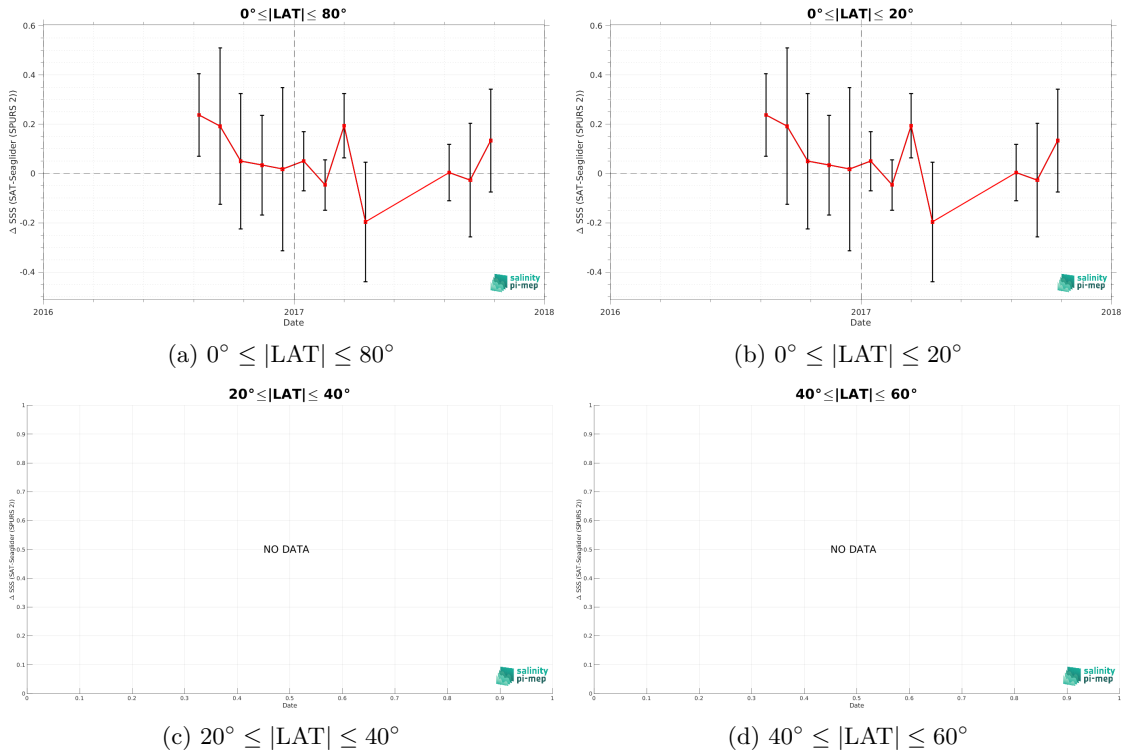 0°≤|LAT|≤ 80°
Δ SSS (SAT-Seaglider (SPURS 2))
0.6
0.4
0.2
0
-0.2
-0.4
2016
2017
2018
Date
salinity
pi-mep
(a) 0° ≤ |LAT| ≤ 80°
0°≤|LAT|≤ 20°
Δ SSS (SAT-Seaglider (SPURS 2))
0.6
0.4
0.2
0
-0.2
-0.4
2016
2017
2018
Date
salinity
pi-mep
(b) 0° ≤ |LAT| ≤ 20°
20°≤|LAT|≤ 40°
Δ SSS (SAT-Seaglider (SPURS 2))
1
0.9
0.8
0.7
0.6
0.5
0.4
0.3
0.2
0.1
0
NO DATA
0 0.1 0.2 0.3 0.4 0.5 0.6 0.7 0.8 0.9 1
Date
salinity
pi-mep
(c) 20° ≤ |LAT| ≤ 40°
40°≤|LAT|≤ 60°
Δ SSS (SAT-Seaglider (SPURS 2))
1
0.9
0.8
0.7
0.6
0.5
0.4
0.3
0.2
0.1
0
NO DATA
0 0.1 0.2 0.3 0.4 0.5 0.6 0.7 0.8 0.9 1
Date
salinity
pi-mep
(d) 40° ≤ |LAT| ≤ 60°